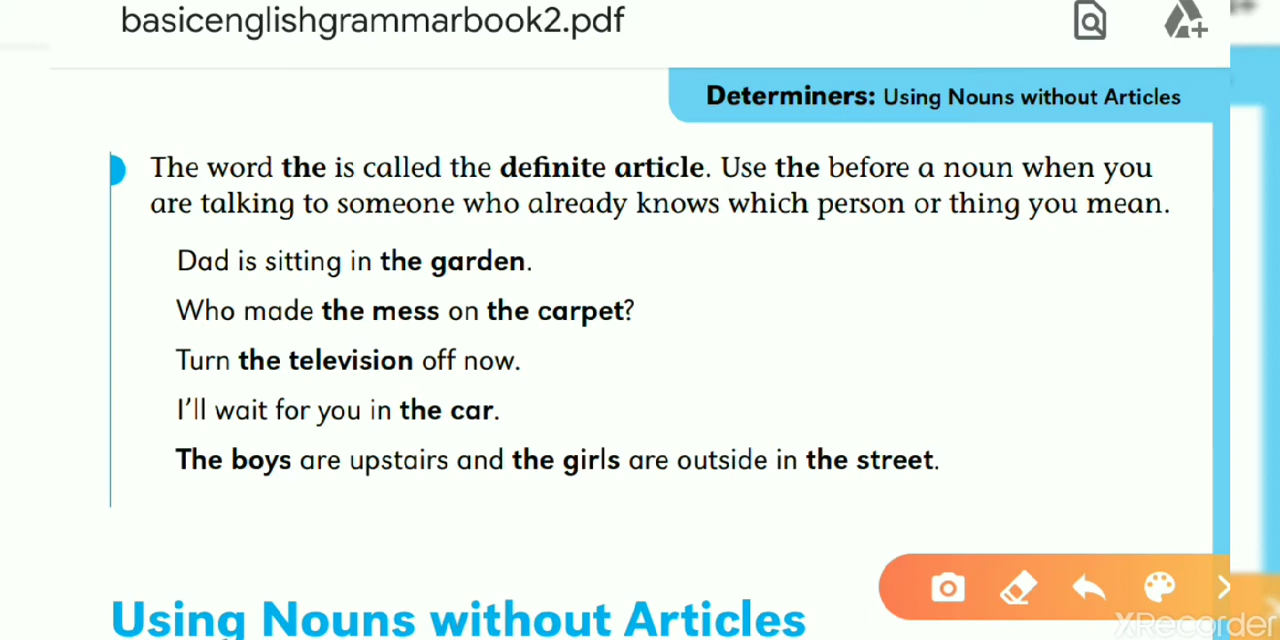 basicenglishgrammarbook2.pdf
Determiners: Using Nouns without Articles
The word the is called the definite article. Use the before a noun when you
are talking to someone who already knows which person or thing you mean.
Dad is sitting in the garden.
Who made the mess on the carpet?
Turn the television off now.
I'll wait for you in the car.
The boys are upstairs and the girls are outside in the street.
Using Nouns without Articles
XRecorder